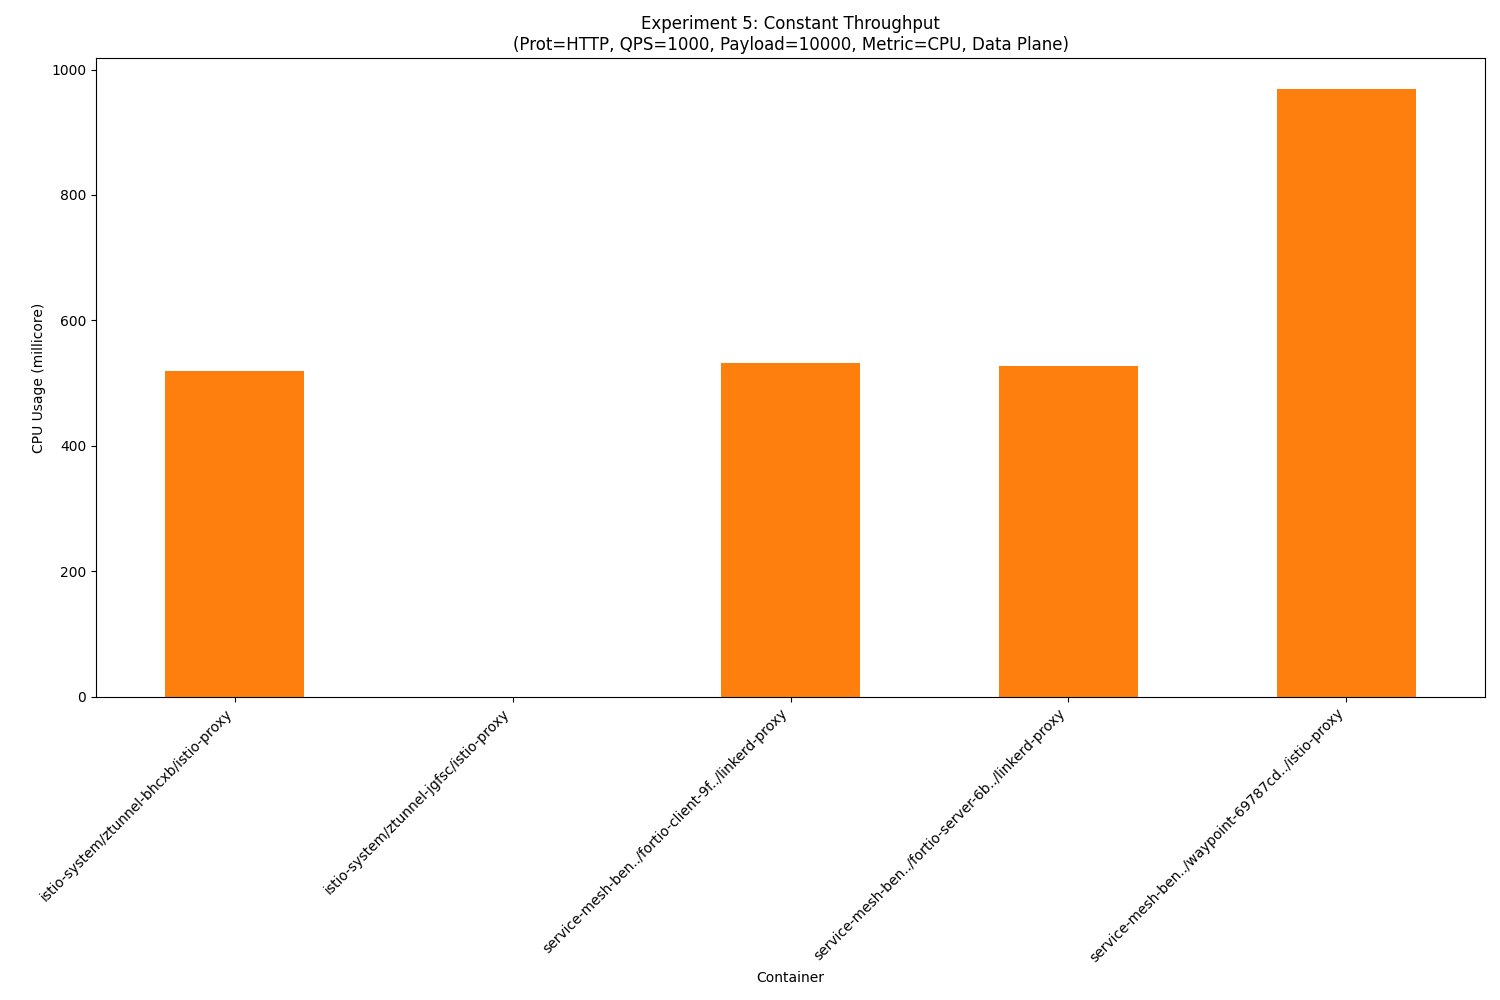 Experiment 5: Constant Throughput
(Prot=HTTP, QPS=1000, Payload=10000, Metric=CPU, Data Plane)
1000
800
600
400
200
0
CPU Usage (millicore)
istio-system/ztunnel-bhcxb/istio-proxy
istio-system/ztunnel-jgfsc/istio-proxy
service-mesh-ben../fortio-client-9f../linkerd-proxy
service-mesh-ben../fortio-server-6b../linkerd-proxy
service-mesh-ben../waypoint-69787cd../istio-proxy
Container